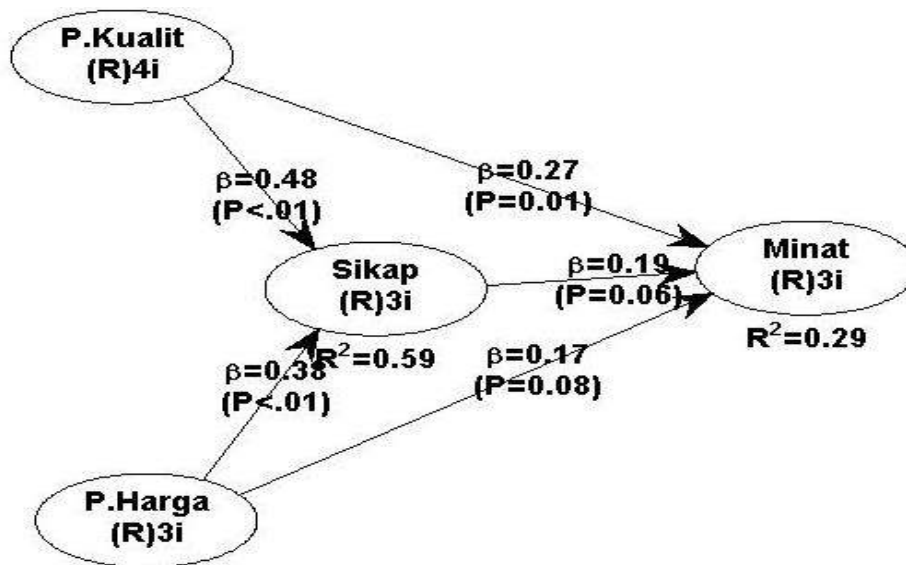 P.Kualit
(R)4i
β=0.48
(P<.01)
β=0.27
(P=0.01)
Sikap
(R)3i
R²=0.59
β=0.19
(P=0.06)
Minat
(R)3i
R²=0.29
β=0.38
(P<.01)
β=0.17
(P=0.08)
P.Harga
(R)3i